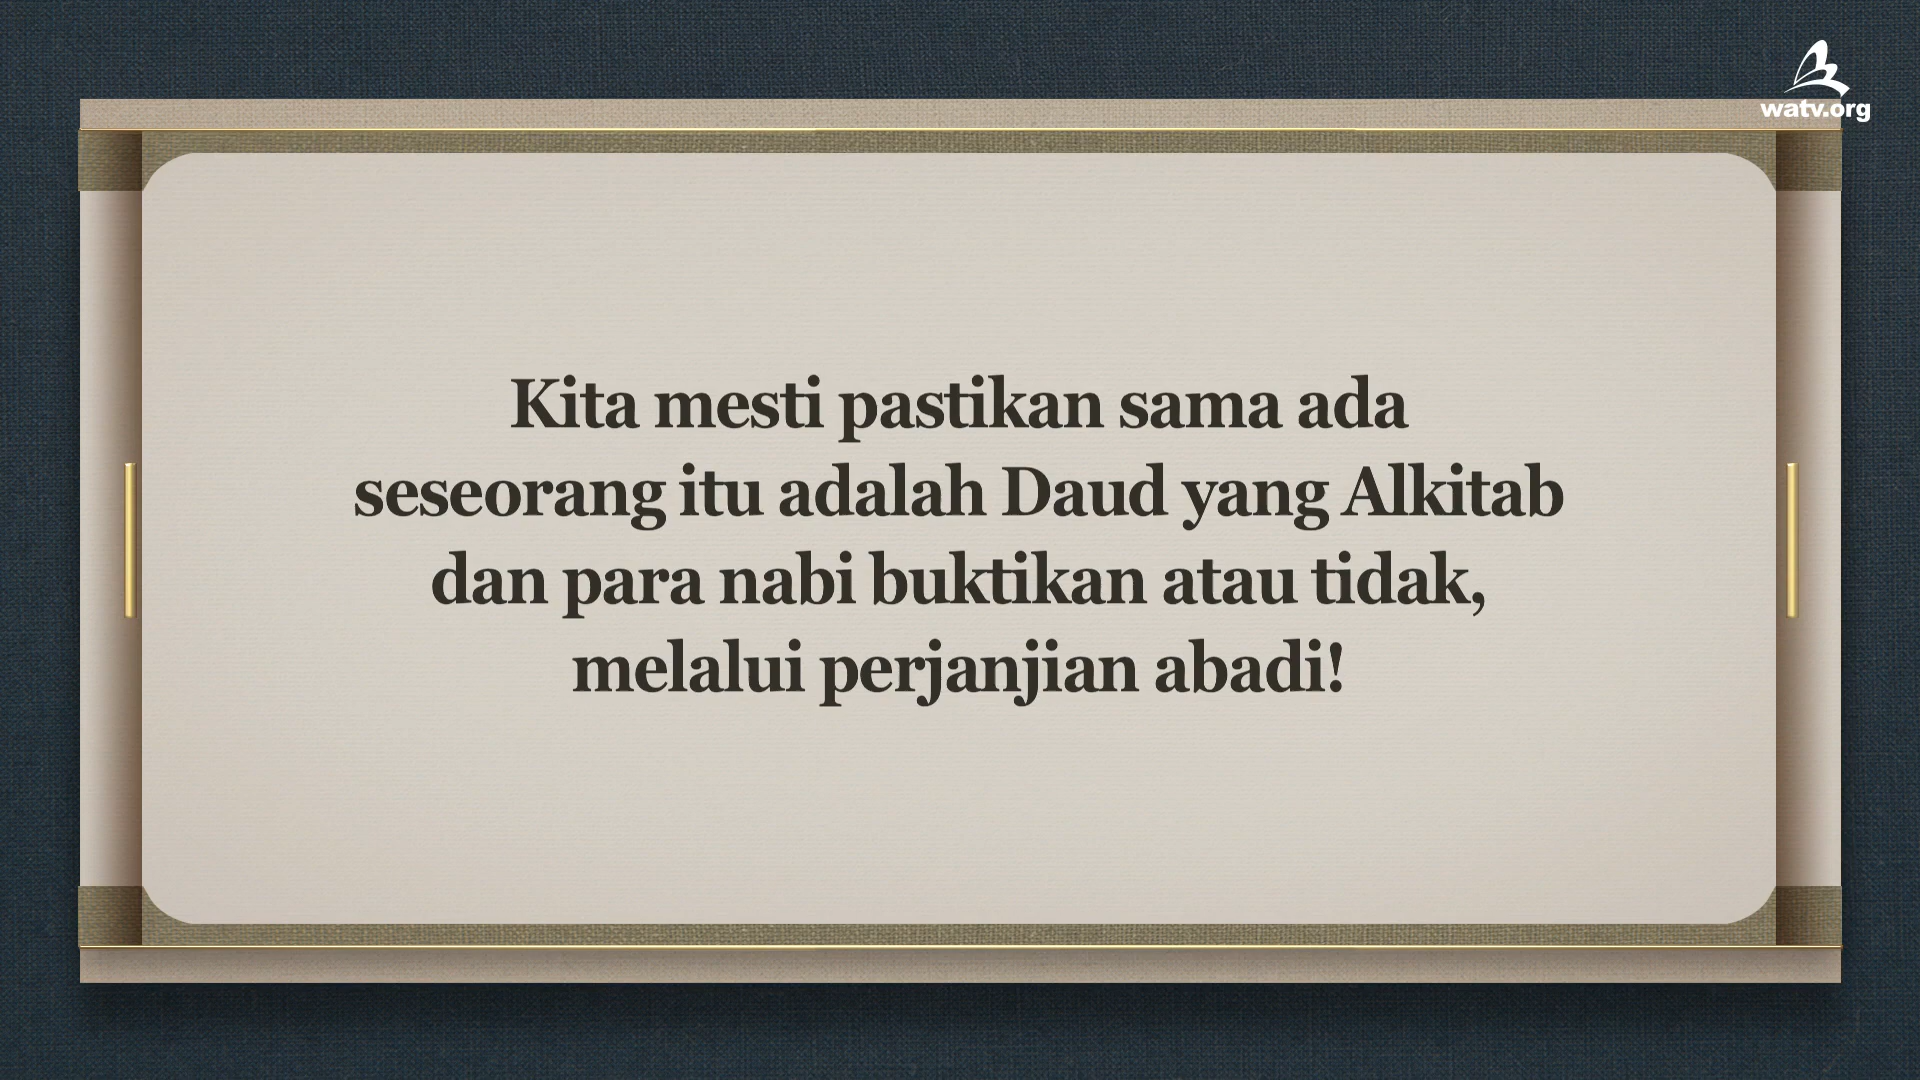 watv.org
Kita mesti pastikan sama ada
seseorang itu adalah Daud yang Alkitab
dan para nabi buktikan atau tidak,
melalui perjanjian abadi!